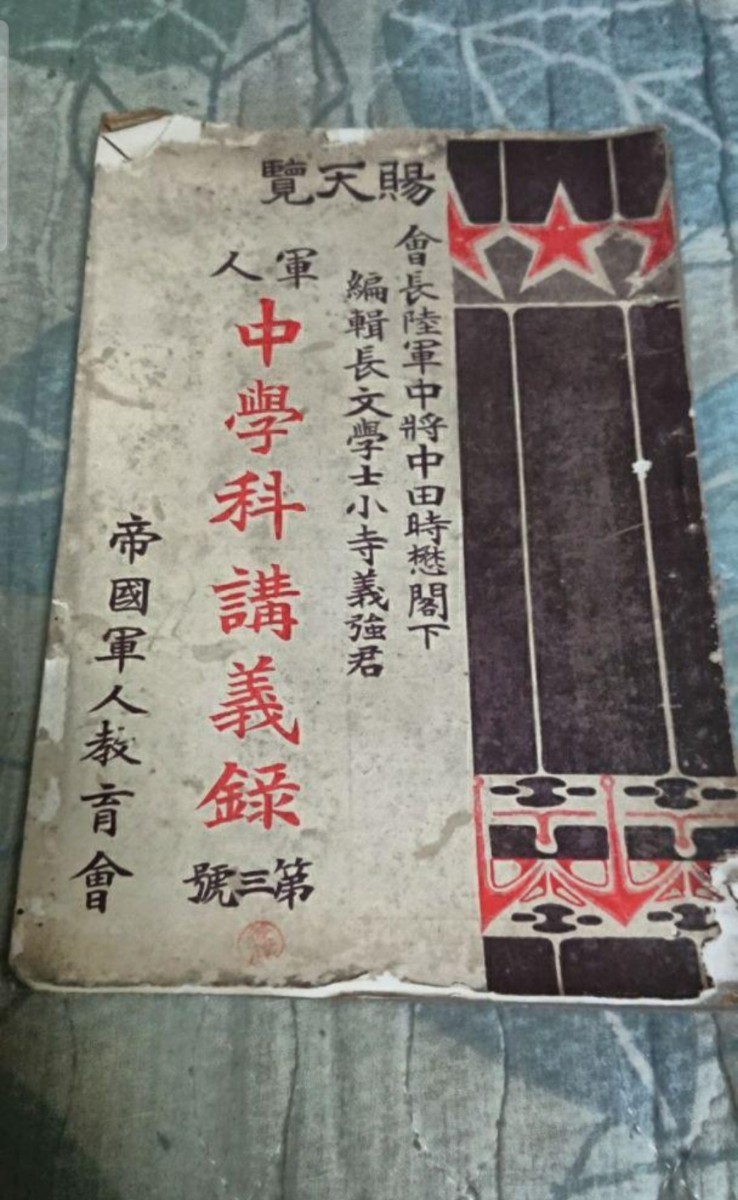 賜天覽
會長陸軍中將中田時懋閣下
編輯長文學士小寺義強君
軍人
中學科講義錄
第三號
帝國軍人教育會